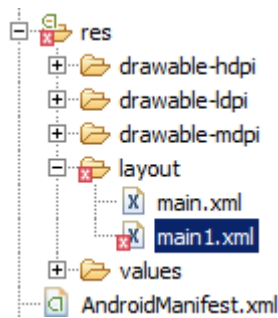 res
drawable-hdpi
drawable-ldpi
drawable-mdpi
layout
main.xml
main1.xml
values
AndroidManifest.xml